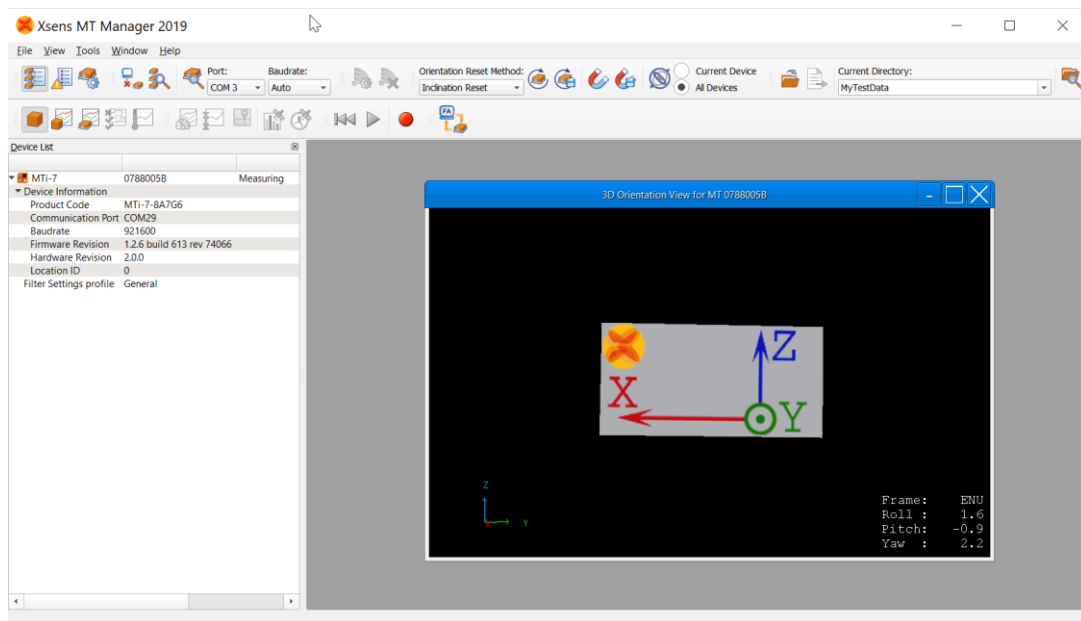 Xsens MT Manager 2019
File View Tools Window Help
Port: Baudrate: Orientation Reset Method: Current Device Current Directory:
COM 3 Auto Inclination Reset All Devices MyTestData
FA
Device List
MTi-7 0788005B Measuring
Device Information
Product Code MTi-7-8A7G6
Communication Port COM29
Baudrate 921600
Firmware Revision 1.2.6 build 613 rev 74066
Hardware Revision 2.0.0
Location ID 0
Filter Settings profile General
3D Orientation View for MT 0788005B
Z
X
Y
Z
Y
Frame: ENU
Roll : 1.6
Pitch: -0.9
Yaw : 2.2